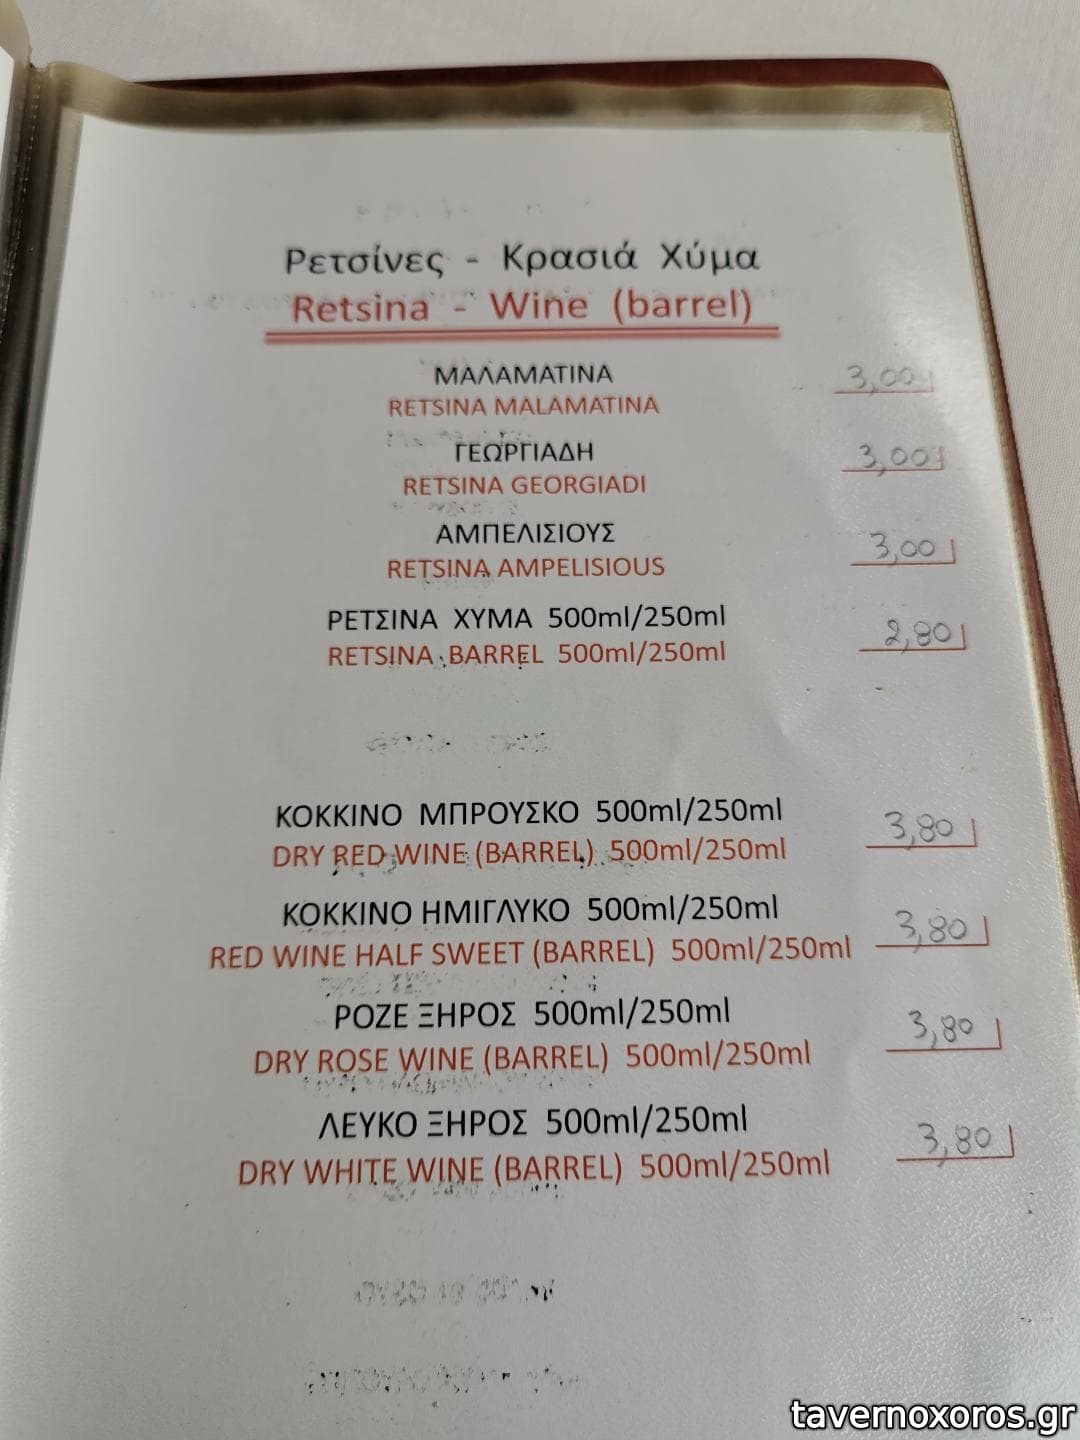 Ρετσίνες - Κρασιά Χύμα
Retsina - Wine (barrel)
ΜΑΛΑΜΑΤΙΝΑ 3,00
RETSINA MALAMATINA
ΓΕΩΡΓΙΑΔΗ 3,00
RETSINA GEORGIADI
ΑΜΠΕΛΙΣΙΟΥΣ 3,00
RETSINA AMPELISIOUS
ΡΕΤΣΙΝΑ ΧΥΜΑ 500ml/250ml 2,80
RETSINA BARREL 500ml/250ml
ΚΟΚΚΙΝΟ ΜΠΡΟΥΣΚΟ 500ml/250ml 3,80
DRY RED WINE (BARREL) 500ml/250ml
ΚΟΚΚΙΝΟ ΗΜΙΓΛΥΚΟ 500ml/250ml 3,80
RED WINE HALF SWEET (BARREL) 500ml/250ml
ΡΟΖΕ ΞΗΡΟΣ 500ml/250ml 3,80
DRY ROSE WINE (BARREL) 500ml/250ml
ΛΕΥΚΟ ΞΗΡΟΣ 500ml/250ml 3,80
DRY WHITE WINE (BARREL) 500ml/250ml
tavernoxoros.gr